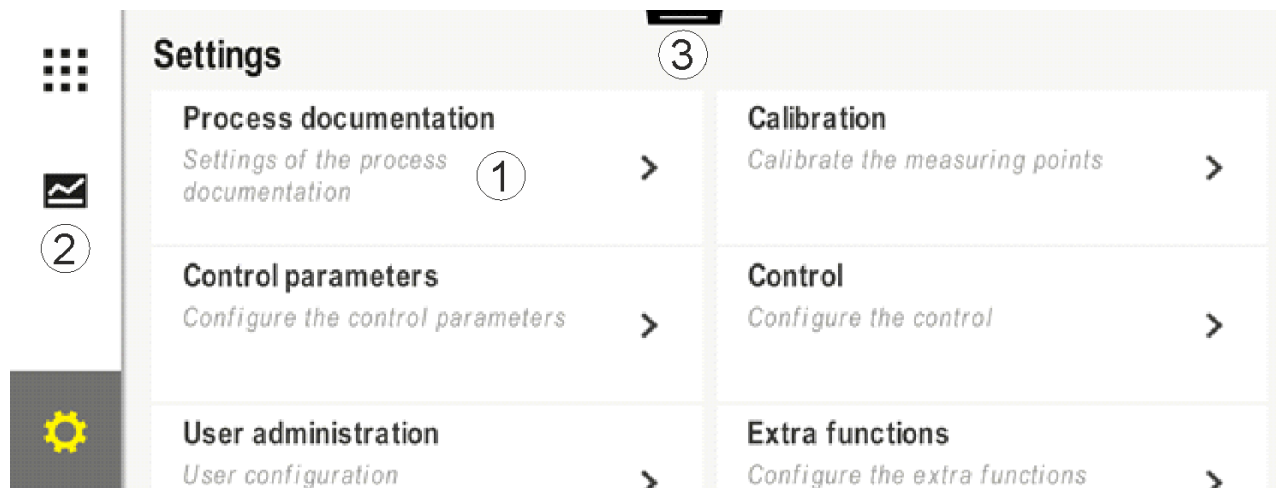 Settings
3
Process documentation
Settings of the process
documentation
1
Calibration
Calibrate the measuring points
2
Control parameters
Configure the control parameters
Control
Configure the control
User administration
User configuration
Extra functions
Configure the extra functions